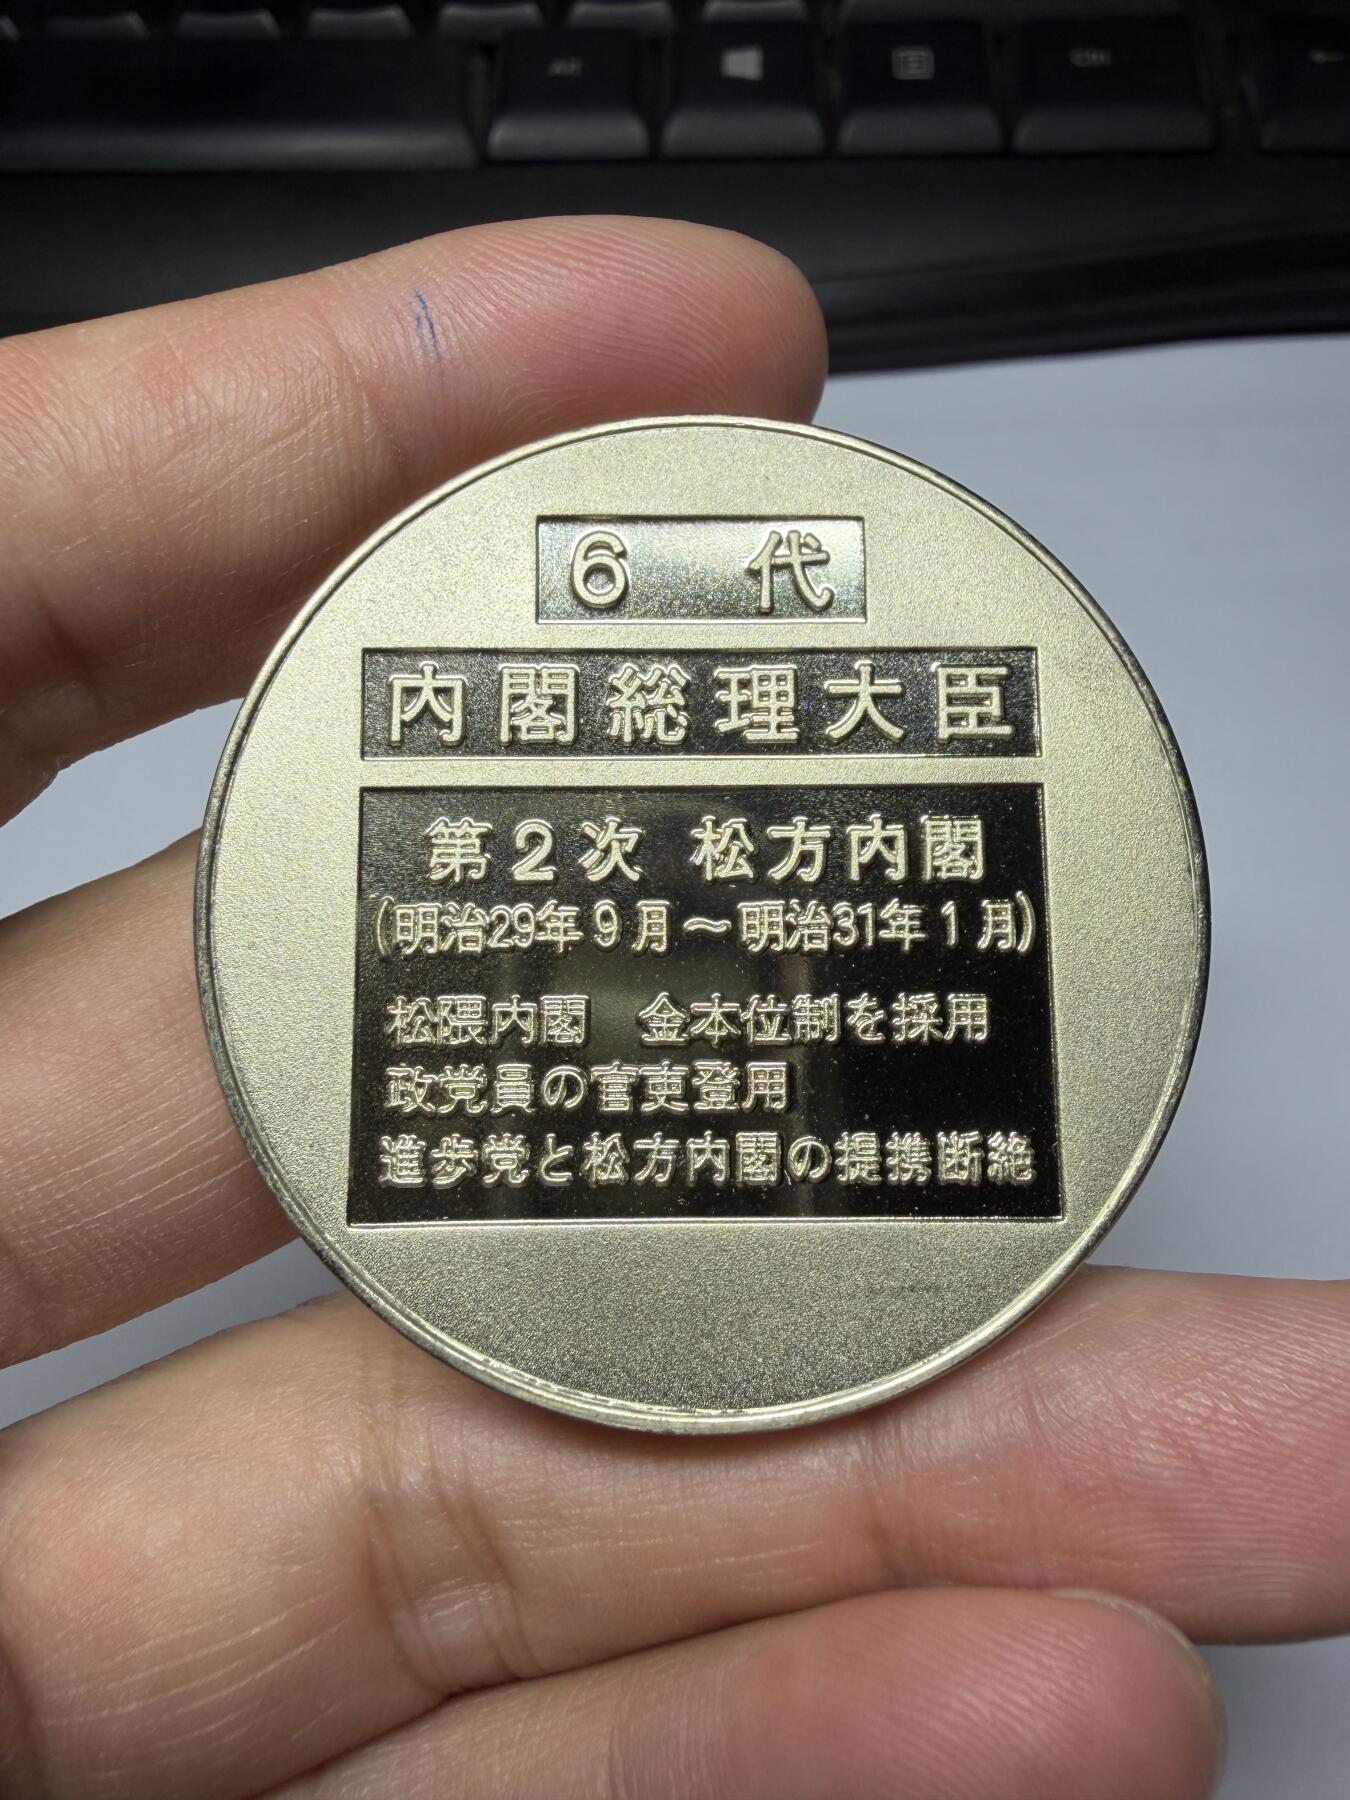 Alt
Ctrl
6 代
内閣総理大臣
第2次 松方内閣
(明治29年9月～明治31年1月)
松隈内閣 金本位制を採用
政党員の官吏登用
進歩党と松方内閣の提携断絶